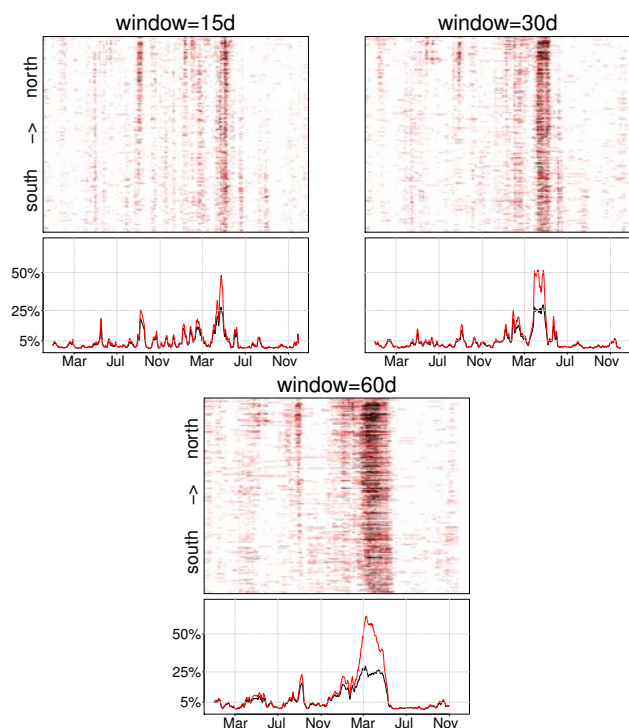 window=15d
window=30d
south --> north
50%
25%
5%
Mar Jul Nov Mar Jul Nov
50%
25%
5%
Mar Jul Nov Mar Jul Nov
window=60d
south --> north
50%
25%
5%
Mar Jul Nov Mar Jul Nov